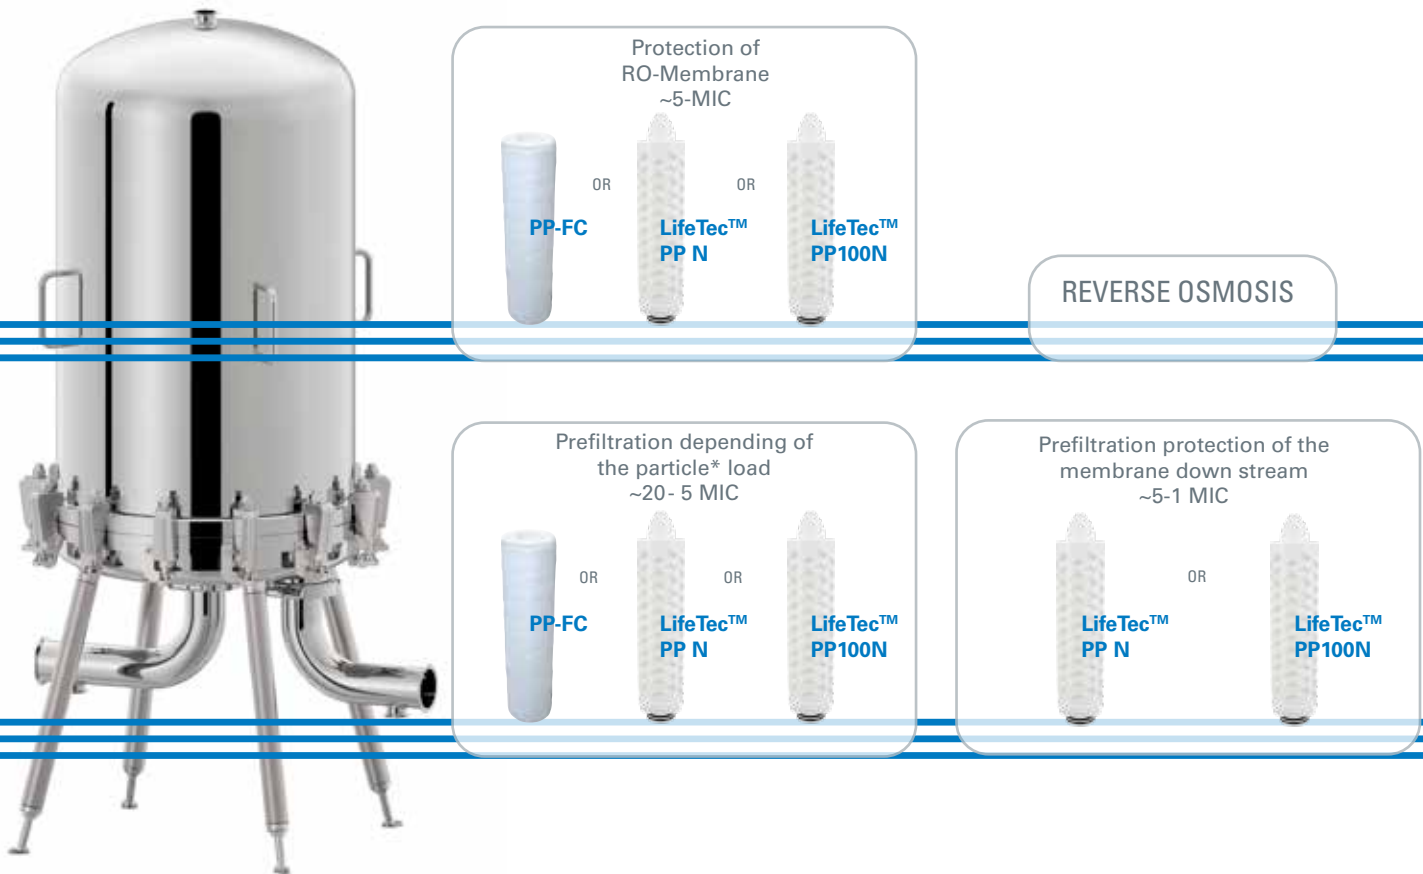 Protection of
RO-Membrane
~5-MIC
OR
OR
PP-FC
LifeTec™
PP N
LifeTec™
PP100N
REVERSE OSMOSIS
Prefiltration depending of
the particle* load
~20- 5 MIC
OR
OR
PP-FC
LifeTec™
PP N
LifeTec™
PP100N
Prefiltration protection of the
membrane down stream
~5-1 MIC
OR
LifeTec™
PP N
LifeTec™
PP100N